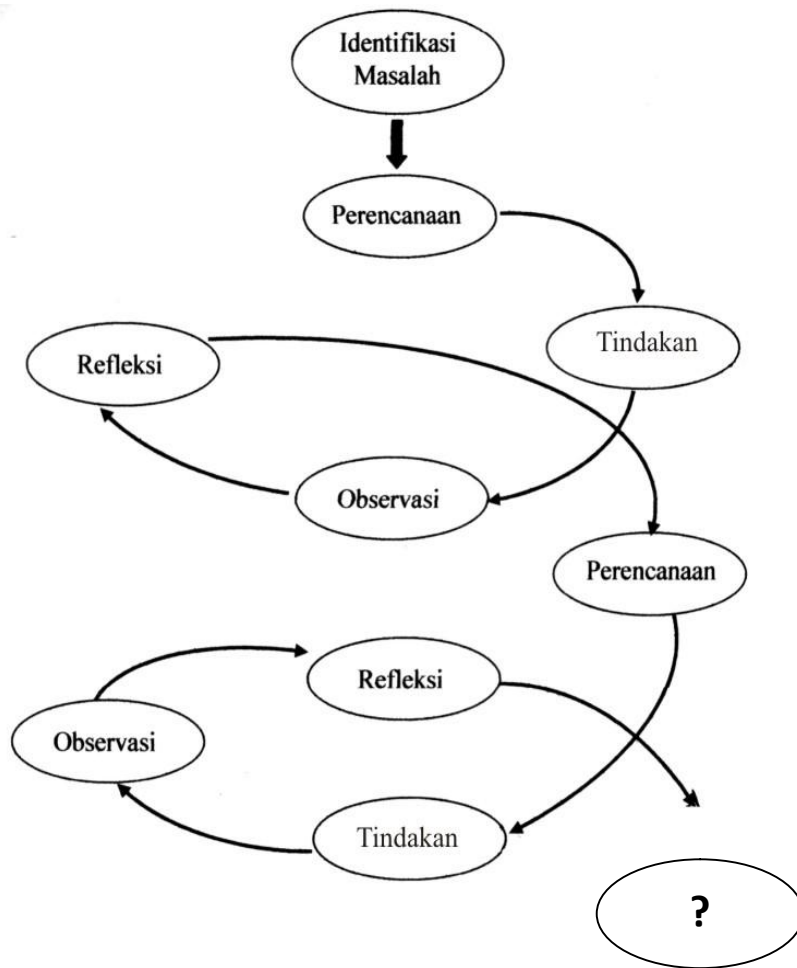 Identifikasi
Masalah
Perencanaan
Tindakan
Refleksi
Observasi
Perencanaan
Refleksi
Observasi
Tindakan
?